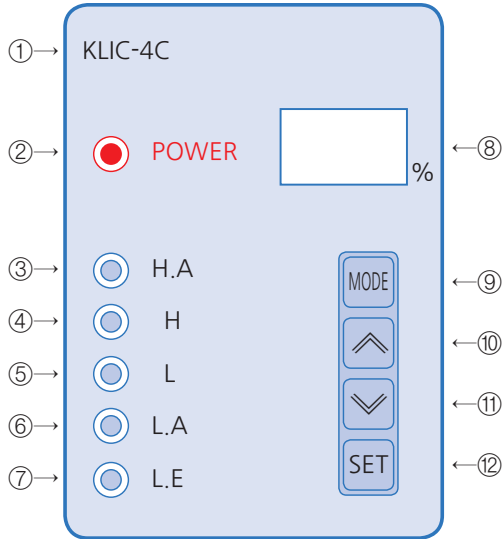 ① KLIC-4C
② POWER
% ⑧
③ H.A
④ H
⑤ L
⑥ L.A
⑦ L.E
MODE ⑨
⑩
⑪
SET ⑫